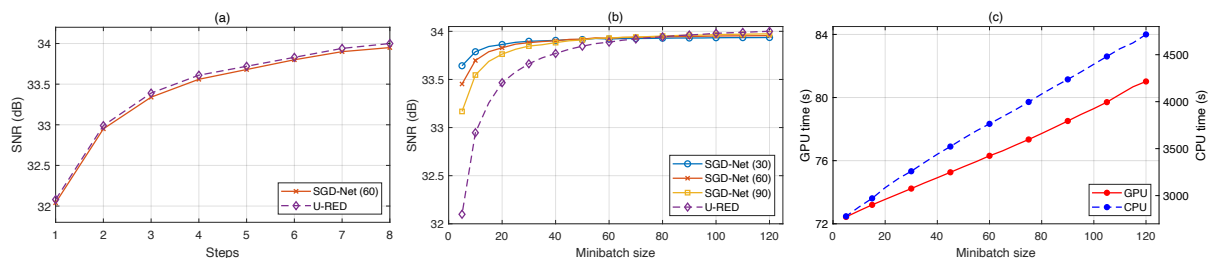 (a)
34
33.5
33
32.5
32
SNR (dB)
1 2 3 4 5 6 7 8
Steps
SGD-Net (60)
U-RED
(b)
34
33.5
33
32.5
32
SNR (dB)
0 20 40 60 80 100 120
Minibatch size
SGD-Net (30)
SGD-Net (60)
SGD-Net (90)
U-RED
(c)
84
80
76
72
GPU time (s)
0 20 40 60 80 100 120
Minibatch size
4500
4000
3500
3000
CPU time (s)
GPU
CPU